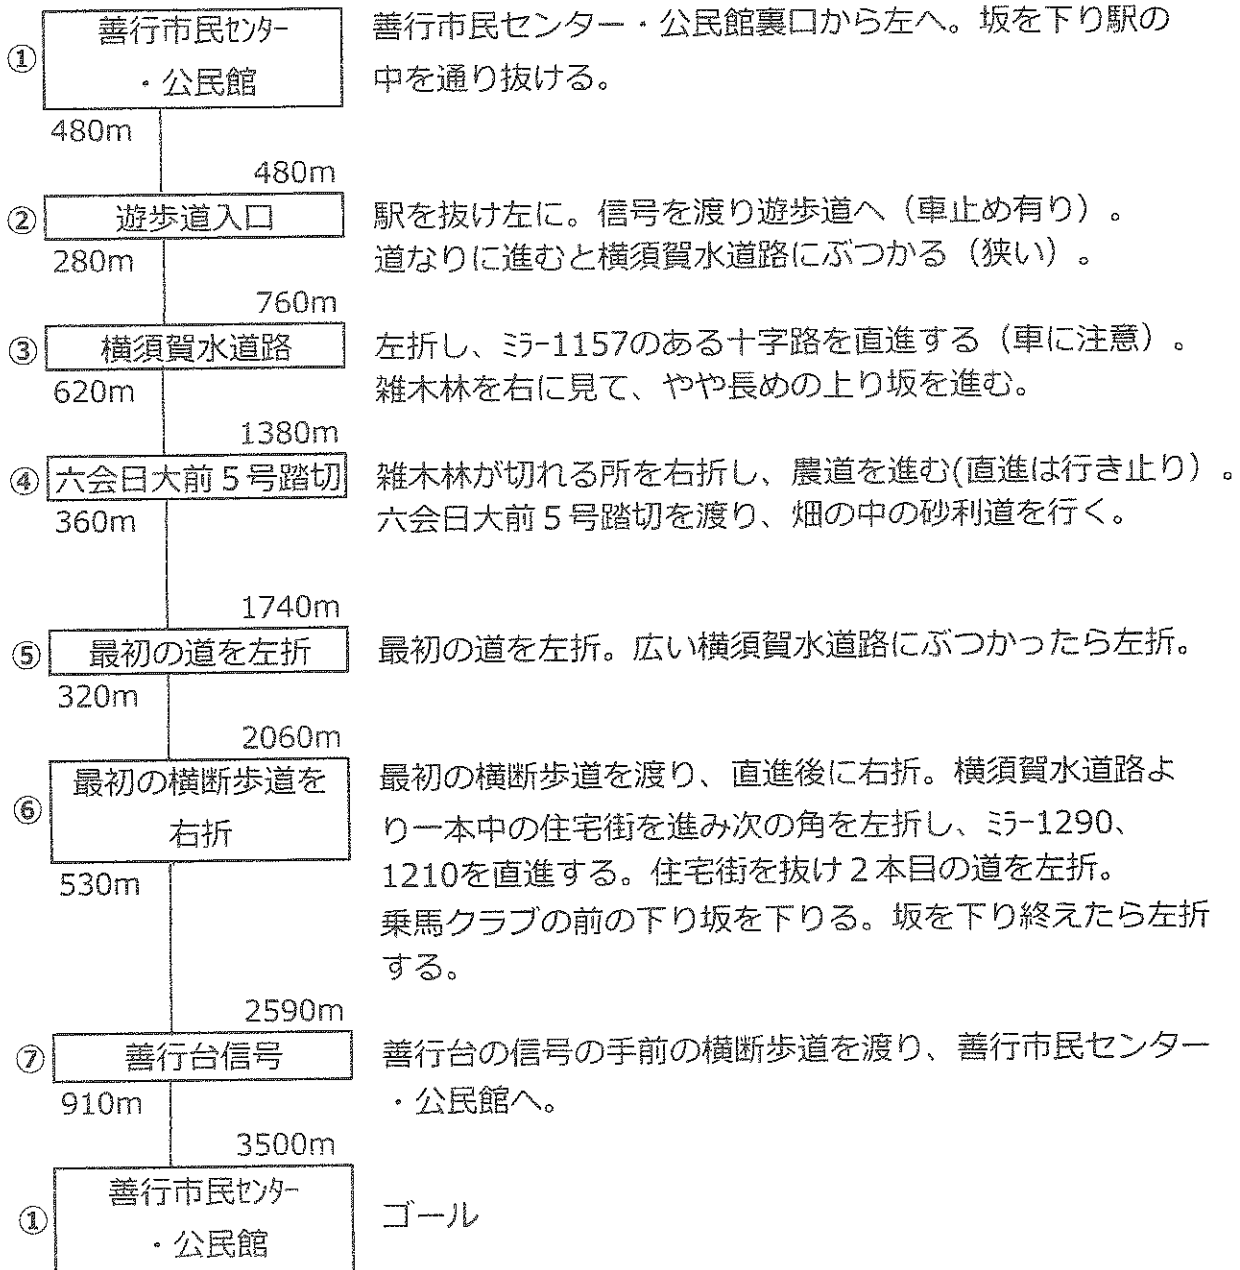 ① 善行市民ｾﾝﾀｰ
・公民館
善行市民センター・公民館裏口から左へ。坂を下り駅の
中を通り抜ける。
480m
480m
② 遊歩道入口
駅を抜け左に。信号を渡り遊歩道へ（車止め有り）。
道なりに進むと横須賀水道路にぶつかる（狭い）。
280m
760m
③ 横須賀水道路
左折し、ﾐﾗｰ1157のある十字路を直進する（車に注意）。
雑木林を右に見て、やや長めの上り坂を進む。
620m
1380m
④ 六会日大前５号踏切
雑木林が切れる所を右折し、農道を進む(直進は行き止り）。
六会日大前５号踏切を渡り、畑の中の砂利道を行く。
360m
1740m
⑤ 最初の道を左折
最初の道を左折。広い横須賀水道路にぶつかったら左折。
320m
2060m
⑥ 最初の横断歩道を
右折
最初の横断歩道を渡り、直進後に右折。横須賀水道路よ
り一本中の住宅街を進み次の角を左折し、ﾐﾗｰ1290、
1210を直進する。住宅街を抜け２本目の道を左折。
乗馬クラブの前の下り坂を下りる。坂を下り終えたら左折
する。
530m
2590m
⑦ 善行台信号
善行台の信号の手前の横断歩道を渡り、善行市民センター
・公民館へ。
910m
3500m
① 善行市民ｾﾝﾀｰ
・公民館
ゴール